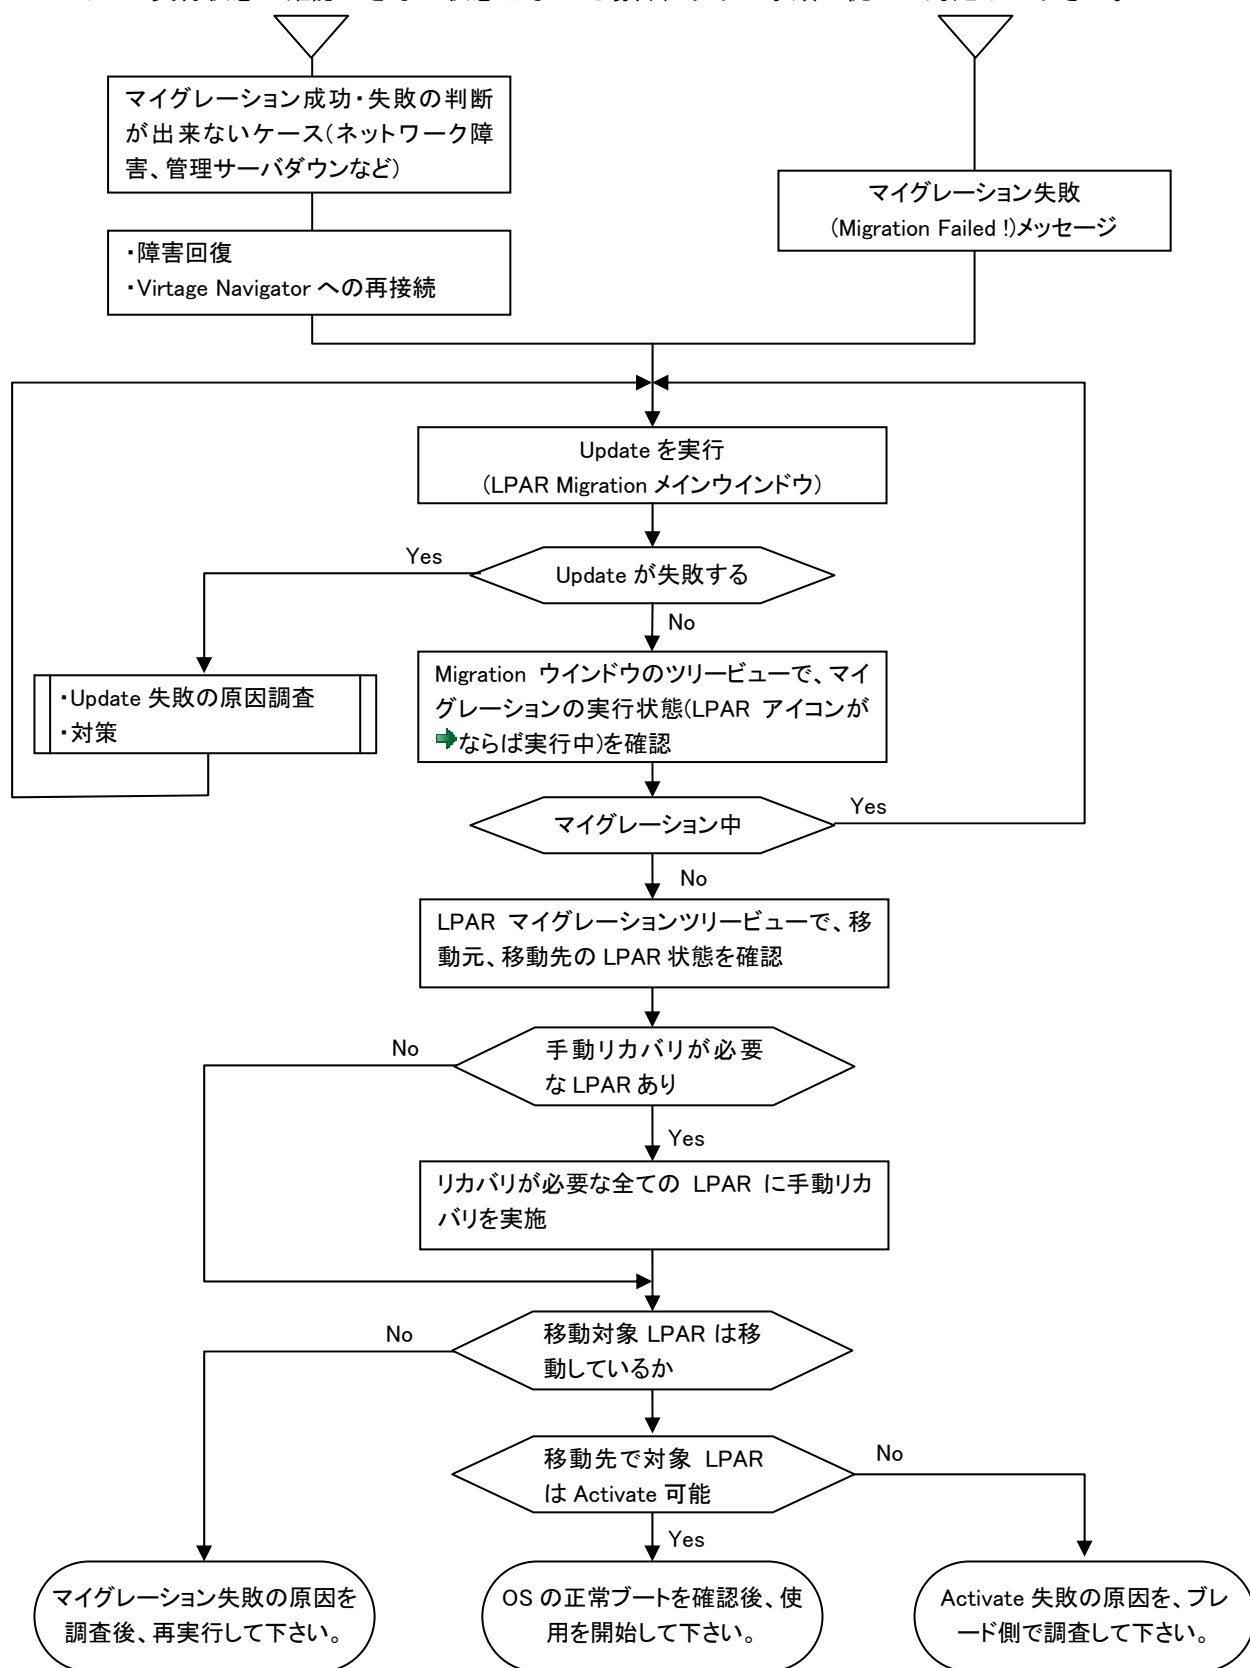 マイグレーション成功・失敗の判断
が出来ないケース(ネットワーク障
害、管理サーバダウンなど)
マイグレーション失敗
(Migration Failed !)メッセージ
・障害回復
・Virtage Navigator への再接続
Update を実行
(LPAR Migration メインウインドウ)
Yes
Update が失敗する
No
・Update 失敗の原因調査
・対策
Migration ウインドウのツリービューで、マイ
グレーションの実行状態(LPAR アイコンが
ならば実行中)を確認
マイグレーション中
Yes
No
LPAR マイグレーションツリービューで、移
動元、移動先の LPAR 状態を確認
No
手動リカバリが必要
な LPAR あり
Yes
リカバリが必要な全ての LPAR に手動リカ
バリを実施
No
移動対象 LPAR は移
動しているか
移動先で対象 LPAR
は Activate 可能
No
Yes
マイグレーション失敗の原因を
調査後、再実行して下さい。
OS の正常ブートを確認後、使
用を開始して下さい。
Activate 失敗の原因を、ブレ
ード側で調査して下さい。